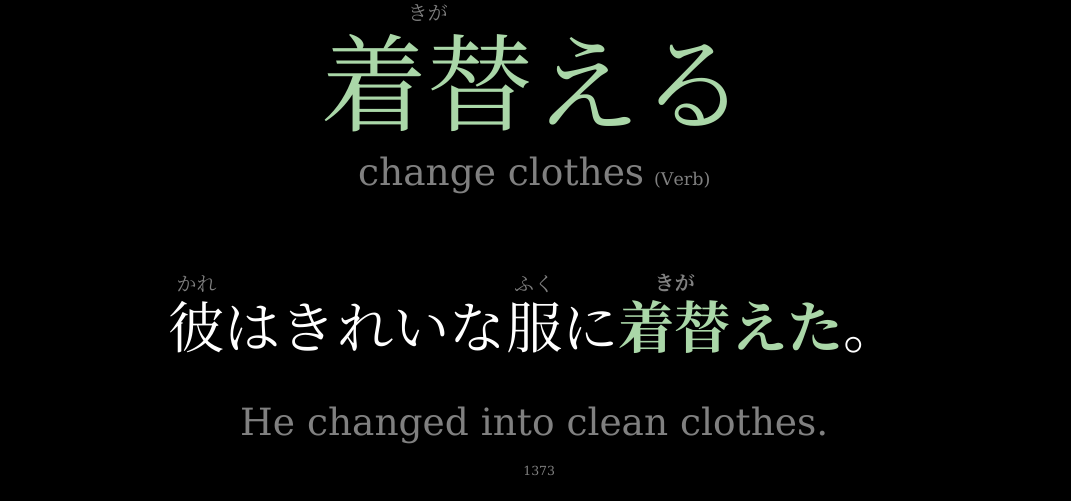 きが
着替える
change clothes (Verb)
かれ ふく きが
彼はきれいな服に着替えた。
He changed into clean clothes.
1373